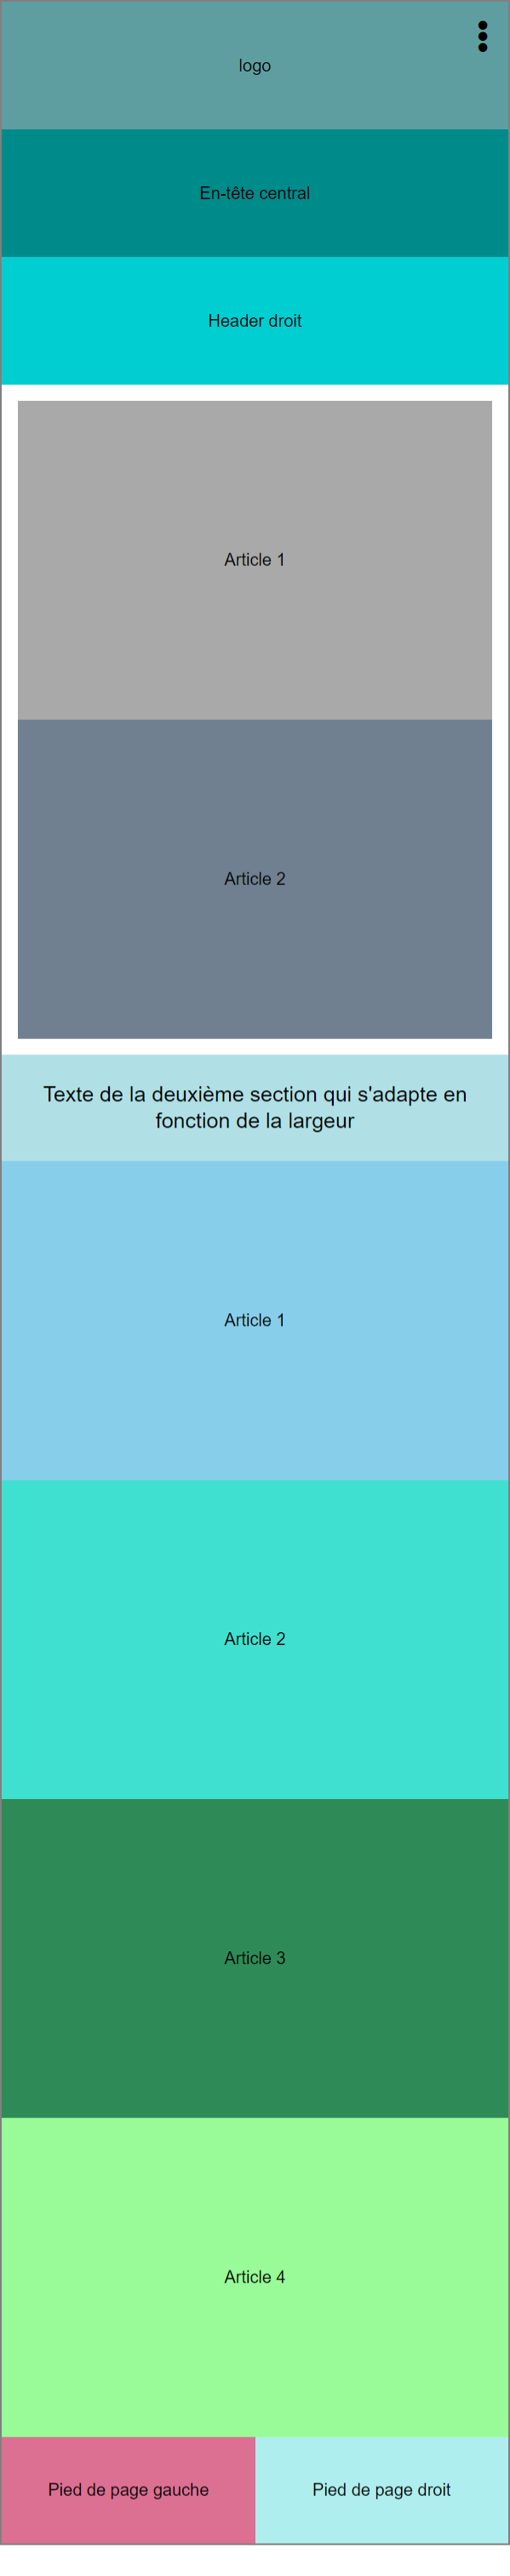 logo
En-tête central
Header droit
Article 1
Article 2
Texte de la deuxième section qui s'adapte en
fonction de la largeur
Article 1
Article 2
Article 3
Article 4
Pied de page gauche
Pied de page droit